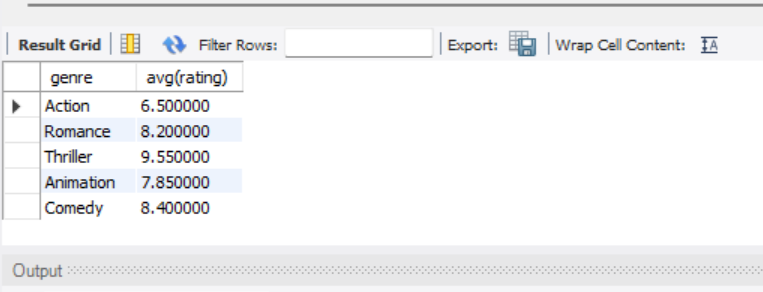 Result Grid Filter Rows: Export: Wrap Cell Content: IA
genre avg(rating)
Action 6.500000
Romance 8.200000
Thriller 9.550000
Animation 7.850000
Comedy 8.400000
Output